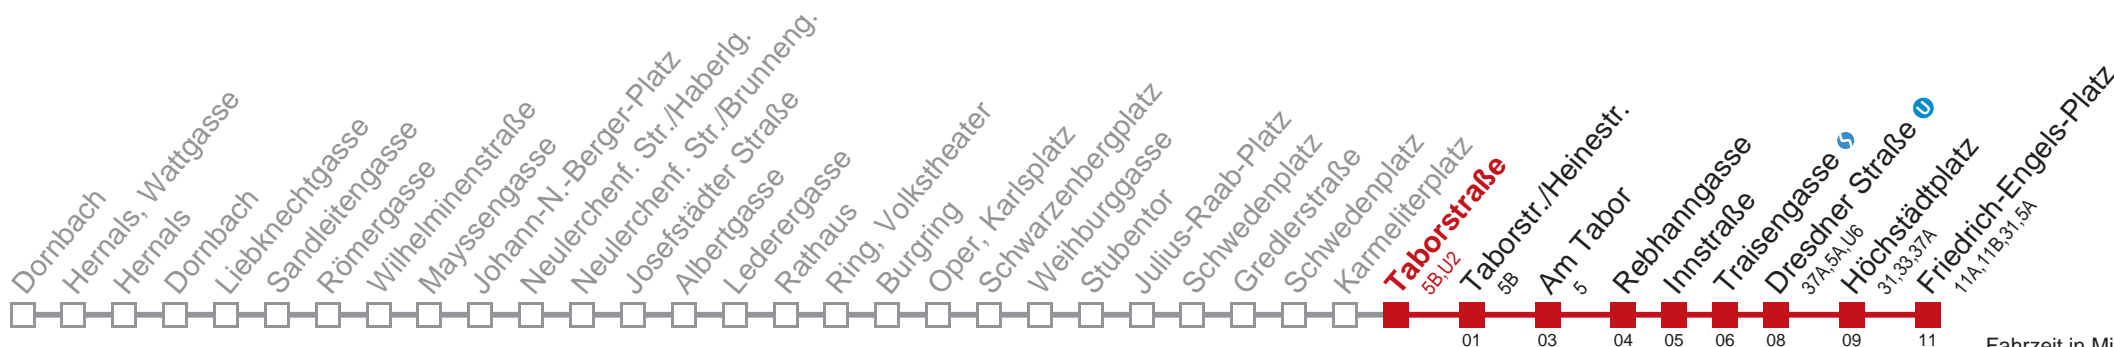 Dornbach
Hernals, Wattgasse
Hernals
Dornbach
Liebknechtgasse
Sandleitengasse
Römergasse
Wilhelminenstraße
Mayssengasse
Johann-N.-Berger-Platz
Neulerchenf. Str./Haberlg.
Neulerchenf. Str./Brunneng.
Josefstädter Straße
Albertgasse
Lederergasse
Rathaus
Ring, Volkstheater
Burgring
Oper, Karlsplatz
Schwarzenbergplatz
Weihburggasse
Stubentor
Julius-Raab-Platz
Schwedenplatz
Gredlerstraße
Schwedenplatz
Karmeliterplatz
Taborstraße
5B,U2
Taborstr./Heinestr.
5B
Am Tabor
5
Rebhanngasse
Innstraße
Traisengasse
Dresdner Straße U
37A,5A,U6
Höchstädtplatz
31,33,37A
Friedrich-Engels-Platz
11A,11B,31,5A
01 03 04 05 06 08 09 11
Fahrzeit in Mi